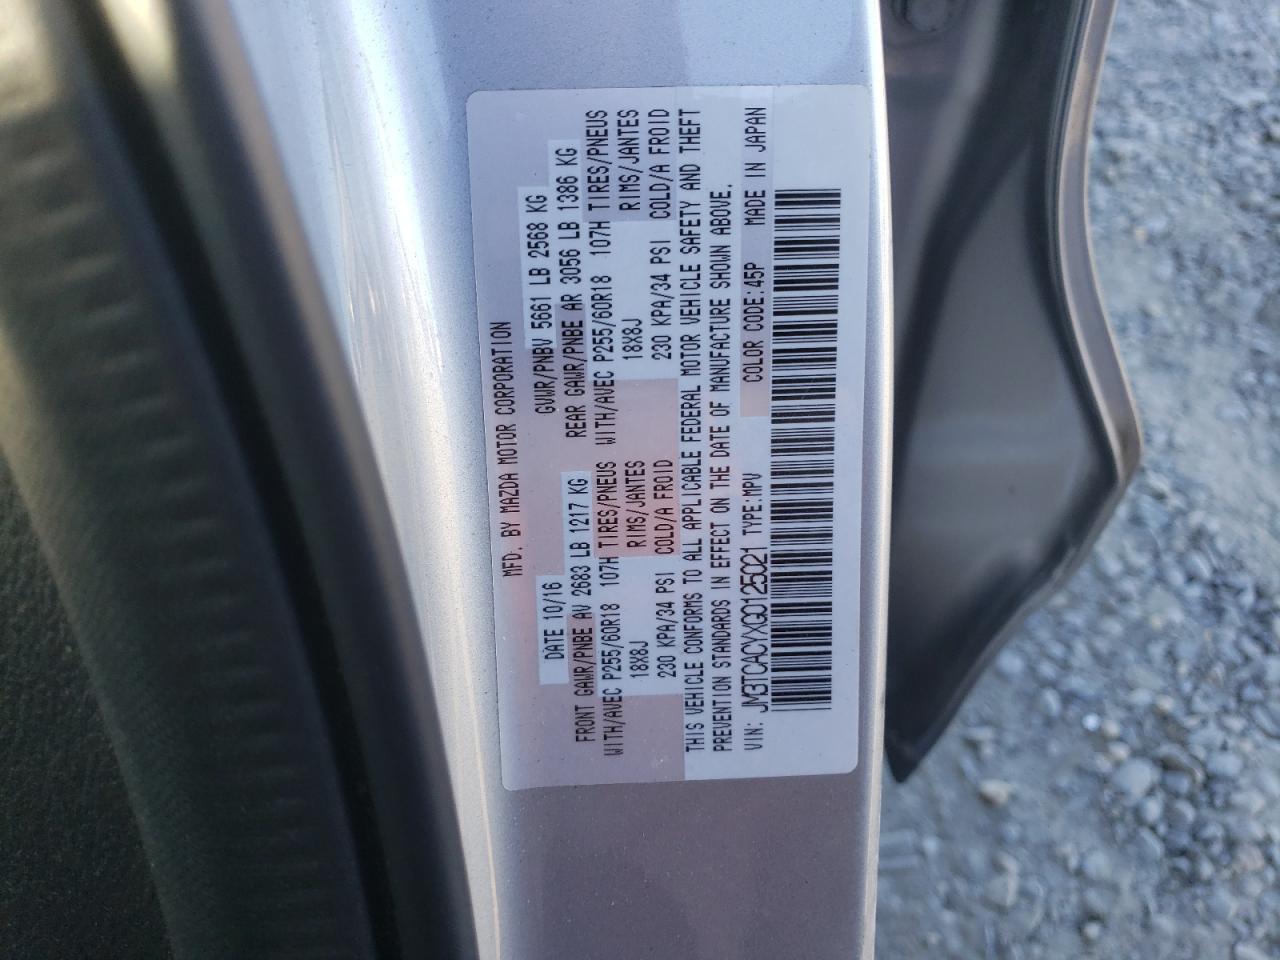 MFD. BY MAZDA MOTOR CORPORATION
DATE 10/16 GVWR/PNBV 5661 LB 2568 KG
FRONT GAWR/PNBE AV 2683 LB 1217 KG REAR GAWR/PNBE AR 3056 LB 1386 KG
WITH/AVEC P255/60R18 107H TIRES/PNEUS WITH/AVEC P255/60R18 107H TIRES/PNEUS
18X8J RIMS/JANTES 18X8J RIMS/JANTES
230 KPA/34 PSI COLD/A FROID 230 KPA/34 PSI COLD/A FROID
THIS VEHICLE CONFORMS TO ALL APPLICABLE FEDERAL MOTOR VEHICLE SAFETY AND THEFT
PREVENTION STANDARDS IN EFFECT ON THE DATE OF MANUFACTURE SHOWN ABOVE.
VIN: JM3TCACYXG0125021 TYPE:MPV COLOR CODE:45P MADE IN JAPAN